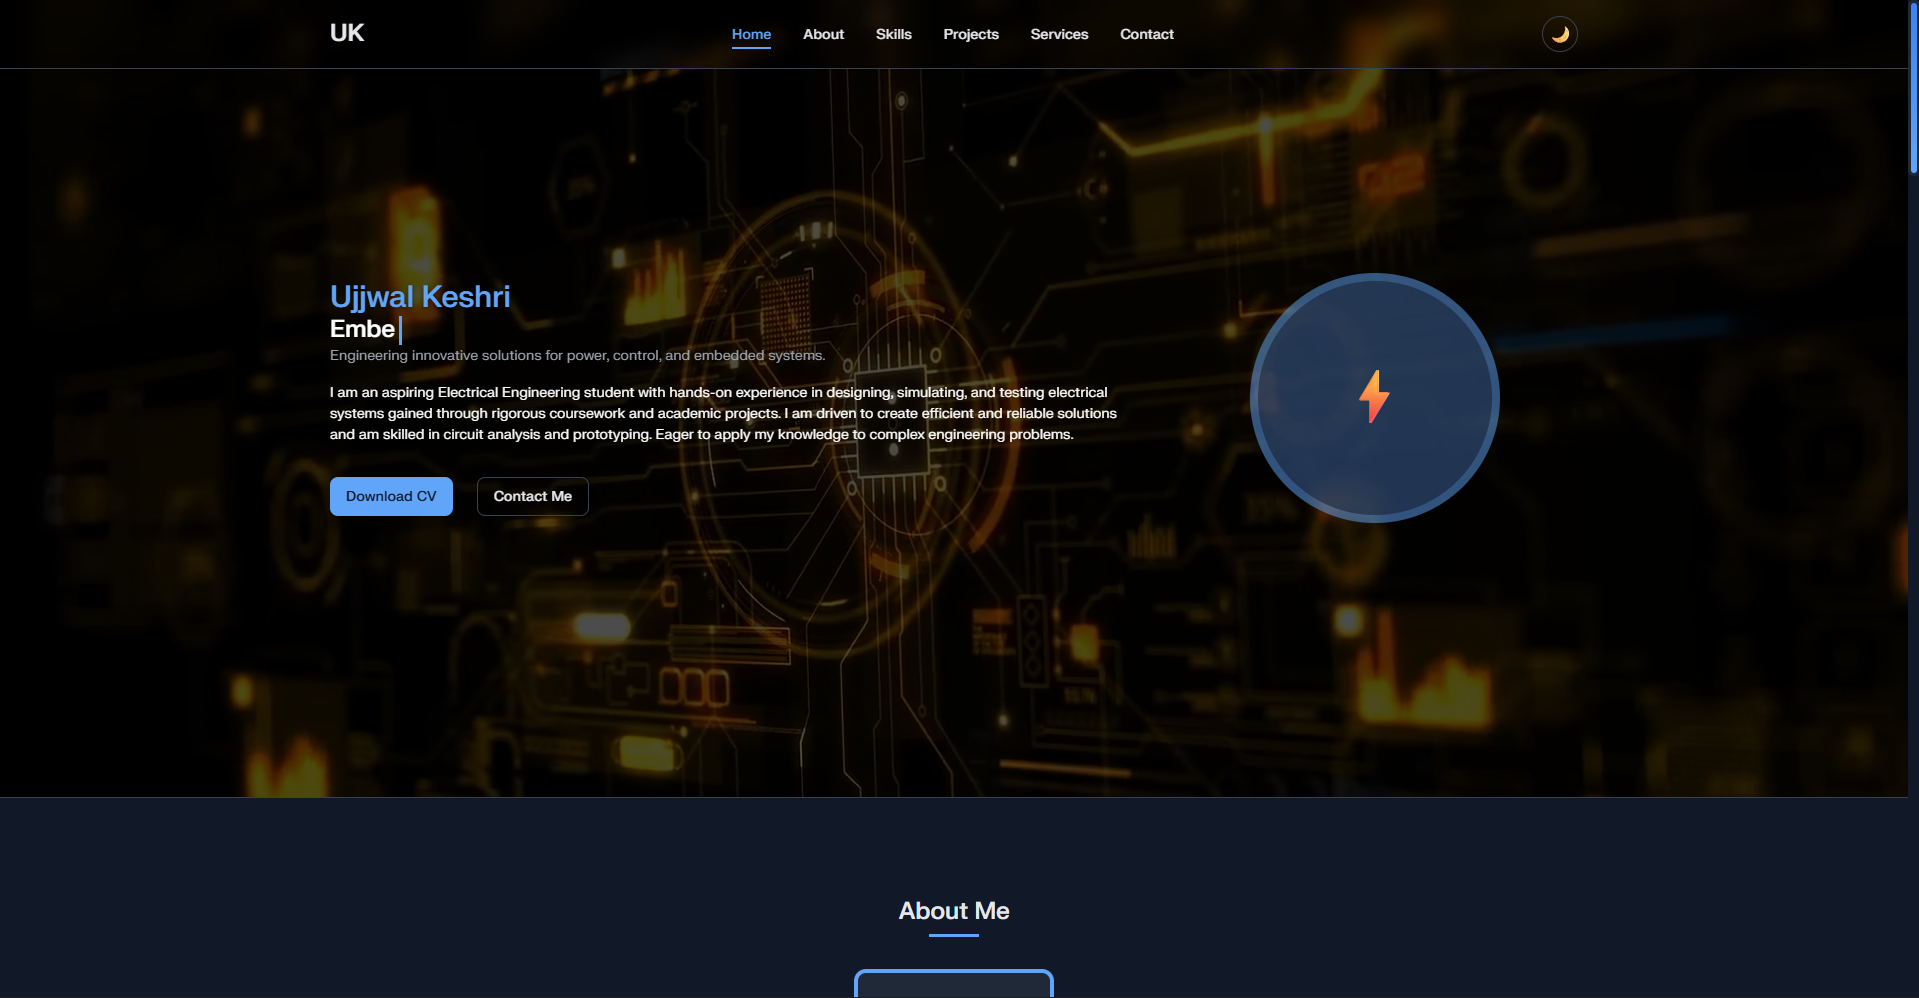 UK
Home
About
Skills
Projects
Services
Contact
Ujjwal Keshri
Embe
Engineering innovative solutions for power, control, and embedded systems.
I am an aspiring Electrical Engineering student with hands-on experience in designing, simulating, and testing electrical
systems gained through rigorous coursework and academic projects. I am driven to create efficient and reliable solutions
and am skilled in circuit analysis and prototyping. Eager to apply my knowledge to complex engineering problems.
Download CV
Contact Me
About Me